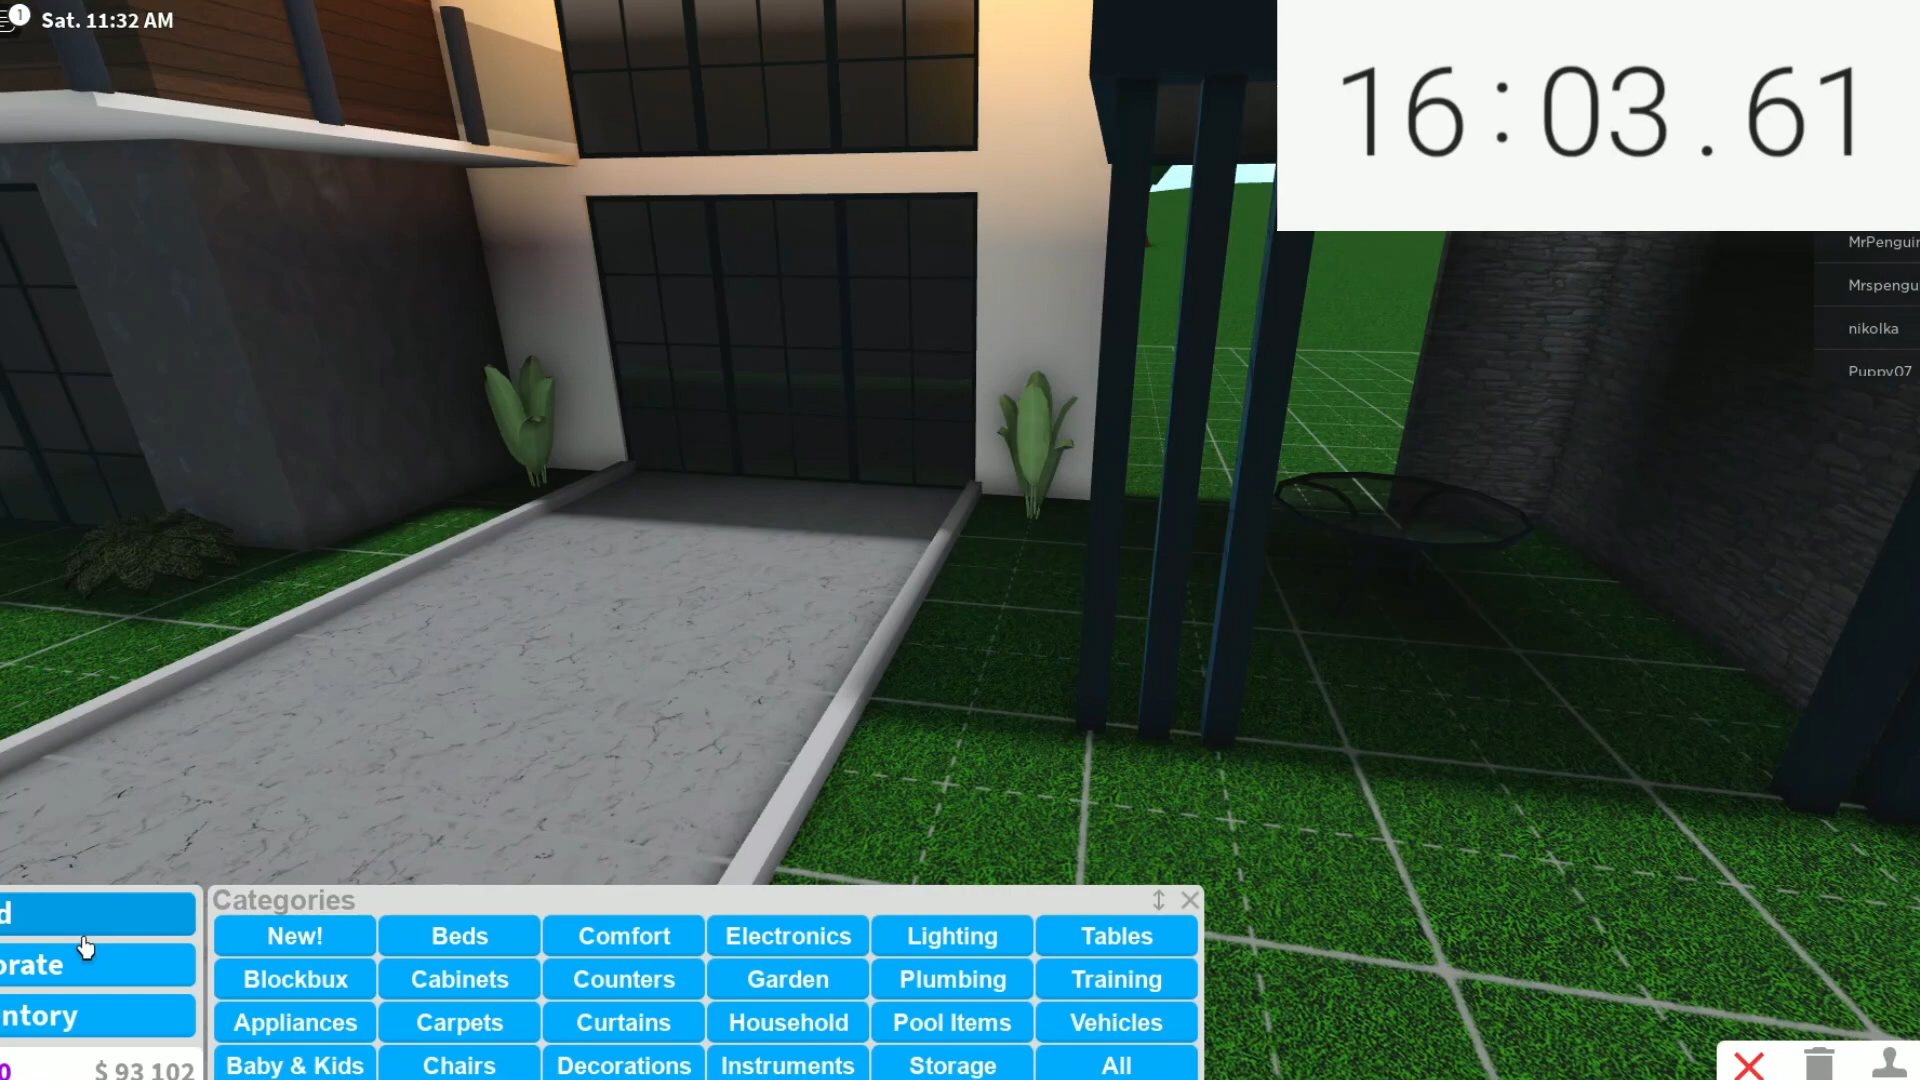 1
Sat. 11:32 AM
16:03.61
MrPenguin
Mrspengu
nikolka
Puppy07
d
orate
ntory
0
$ 93 102
Categories
New! Beds Comfort Electronics Lighting Tables
Blockbux Cabinets Counters Garden Plumbing Training
Appliances Carpets Curtains Household Pool Items Vehicles
Baby & Kids Chairs Decorations Instruments Storage All